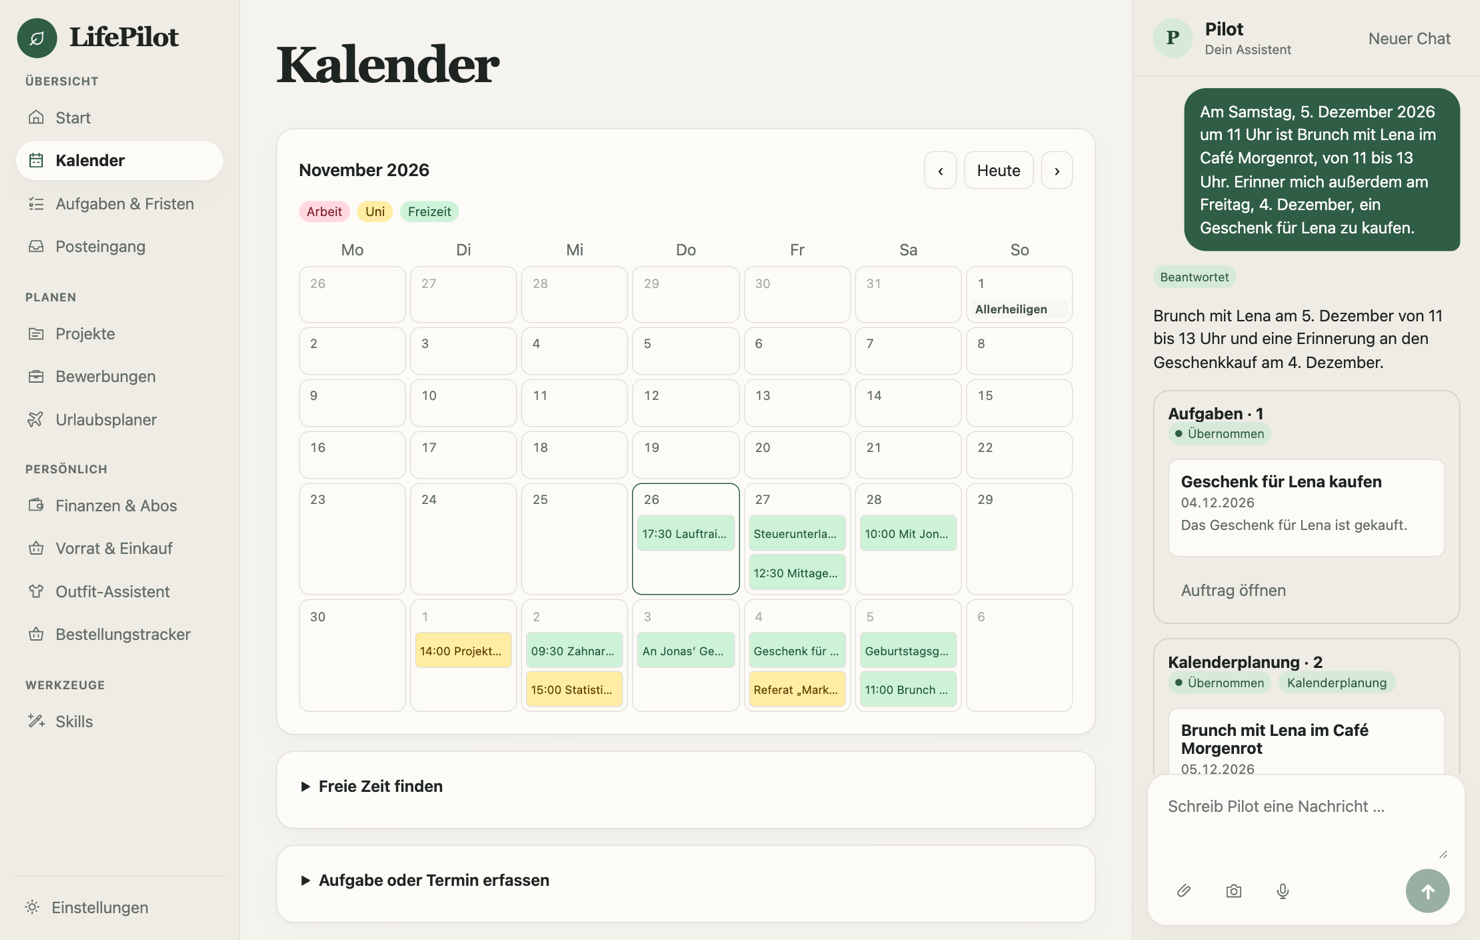 LifePilot
ÜBERSICHT
Start
Kalender
Aufgaben & Fristen
Posteingang
PLANEN
Projekte
Bewerbungen
Urlaubsplaner
PERSÖNLICH
Finanzen & Abos
Vorrat & Einkauf
Outfit-Assistent
Bestellungstracker
WERKZEUGE
Skills
Einstellungen
Kalender
November 2026
‹ Heute ›
Arbeit Uni Freizeit
Mo Di Mi Do Fr Sa So
26 27 28 29 30 31 1
Allerheiligen
2 3 4 5 6 7 8
9 10 11 12 13 14 15
16 17 18 19 20 21 22
23 24 25 26 27 28 29
17:30 Lauftrai... Steuerunterla... 10:00 Mit Jon...
12:30 Mittage...
30 1 2 3 4 5 6
14:00 Projekt... 09:30 Zahnar... An Jonas’ Ge... Geschenk für ... Geburtstagsg...
15:00 Statisti... Referat „Mark... 11:00 Brunch ...
Freie Zeit finden
Aufgabe oder Termin erfassen
P
Pilot
Dein Assistent
Neuer Chat
Am Samstag, 5. Dezember 2026
um 11 Uhr ist Brunch mit Lena im
Café Morgenrot, von 11 bis 13
Uhr. Erinner mich außerdem am
Freitag, 4. Dezember, ein
Geschenk für Lena zu kaufen.
Beantwortet
Brunch mit Lena am 5. Dezember von 11
bis 13 Uhr und eine Erinnerung an den
Geschenkkauf am 4. Dezember.
Aufgaben · 1
Übernommen
Geschenk für Lena kaufen
04.12.2026
Das Geschenk für Lena ist gekauft.
Auftrag öffnen
Kalenderplanung · 2
Übernommen Kalenderplanung
Brunch mit Lena im Café
Morgenrot
05.12.2026
Schreib Pilot eine Nachricht ...